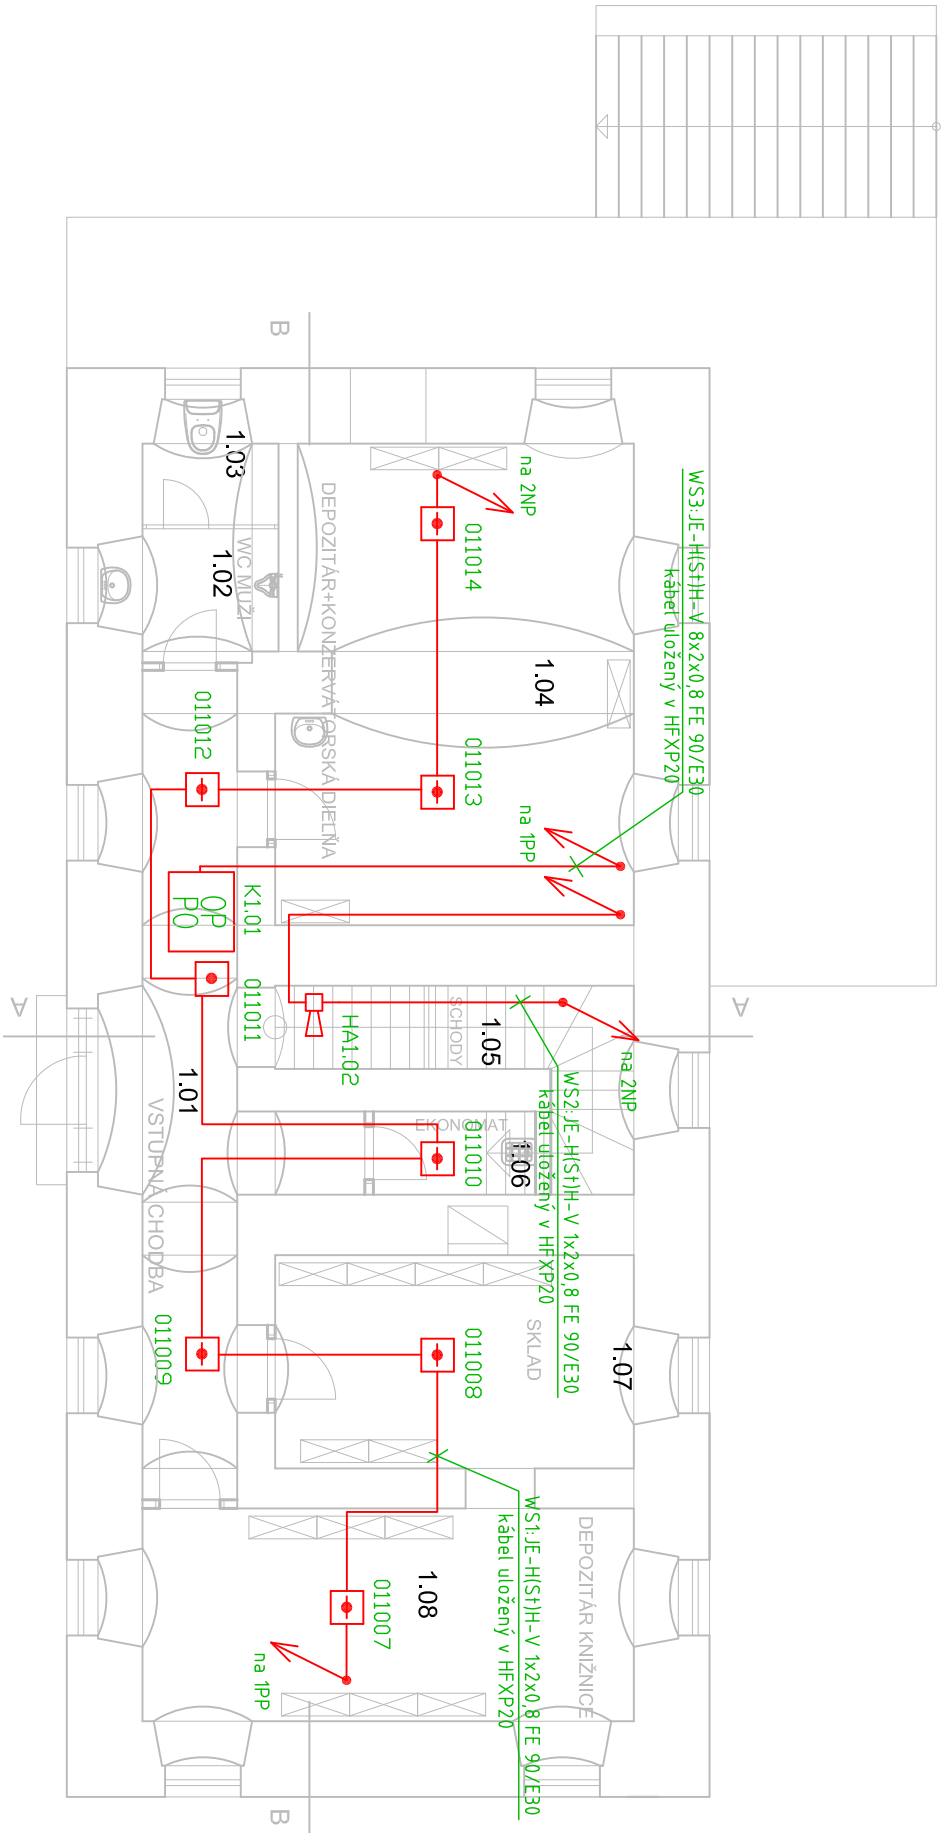 WS3:JE-H(St)H-V 8x2x0,8 FE 90/E30
kábel uložený v HFXP20
na 2NP
011014
1.03
1.02
WC MUŽI
DEPOZITÁR+KONZERVÁTORSKÁ DIELŇA
1.04
011012
011013
na 1PP
K1.01
OP
PO
011011
HA1.02
SCHODY
1.05
na 2NP
WS2:JE-H(St)H-V 1x2x0,8 FE 90/E30
kábel uložený v HFXP20
1.01
VSTUPNÁ CHODBA
EKONOMAT
011010
1.06
011009
011008
SKLAD
1.07
WS1:JE-H(St)H-V 1x2x0,8 FE 90/E30
kábel uložený v HFXP20
DEPOZITÁR KNIŽNICE
1.08
011007
na 1PP
A
A
B
B